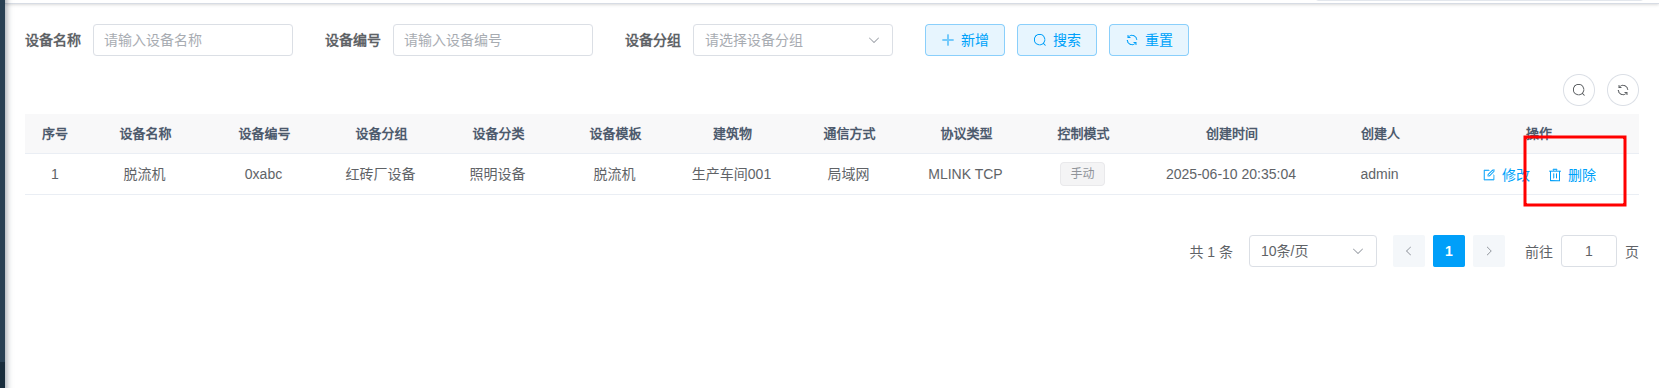 设备名称 请输入设备名称 设备编号 请输入设备编号 设备分组 请选择设备分组 新增 搜索 重置
序号 设备名称 设备编号 设备分组 设备分类 设备模板 建筑物 通信方式 协议类型 控制模式 创建时间 创建人 操作
1 脱流机 0xabc 红砖厂设备 照明设备 脱流机 生产车间001 局域网 MLINK TCP 手动 2025-06-10 20:35:04 admin 修改 删除
共 1 条 10条/页 1 前往 1 页